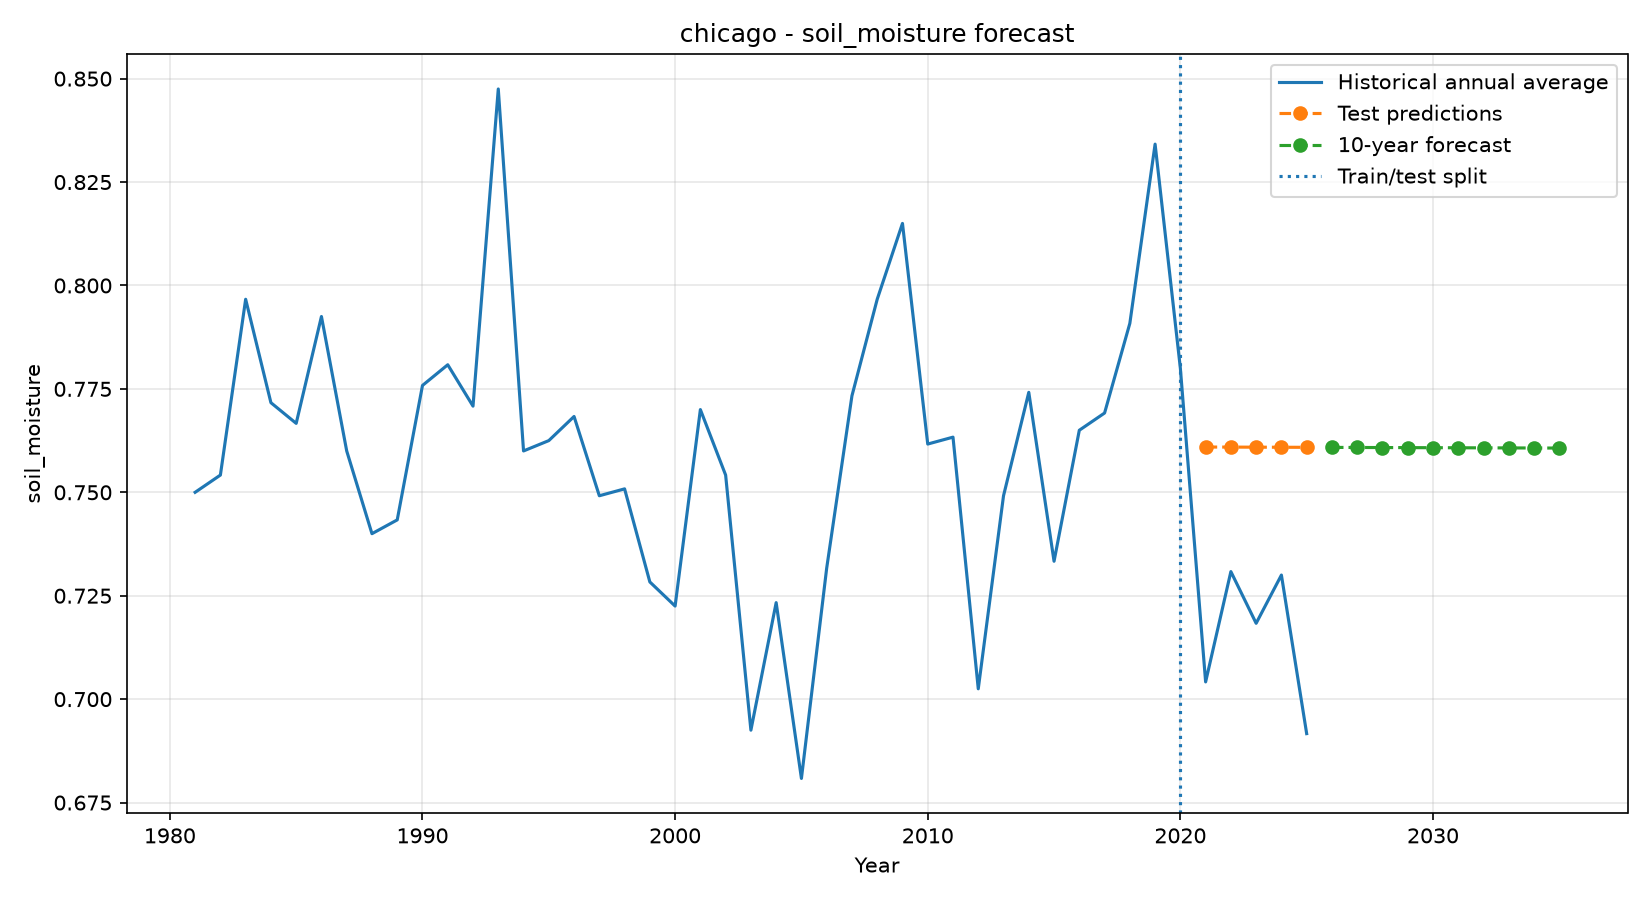 chicago - soil_moisture forecast
Historical annual average
Test predictions
10-year forecast
Train/test split
soil_moisture
0.850
0.825
0.800
0.775
0.750
0.725
0.700
0.675
1980 1990 2000 2010 2020 2030
Year